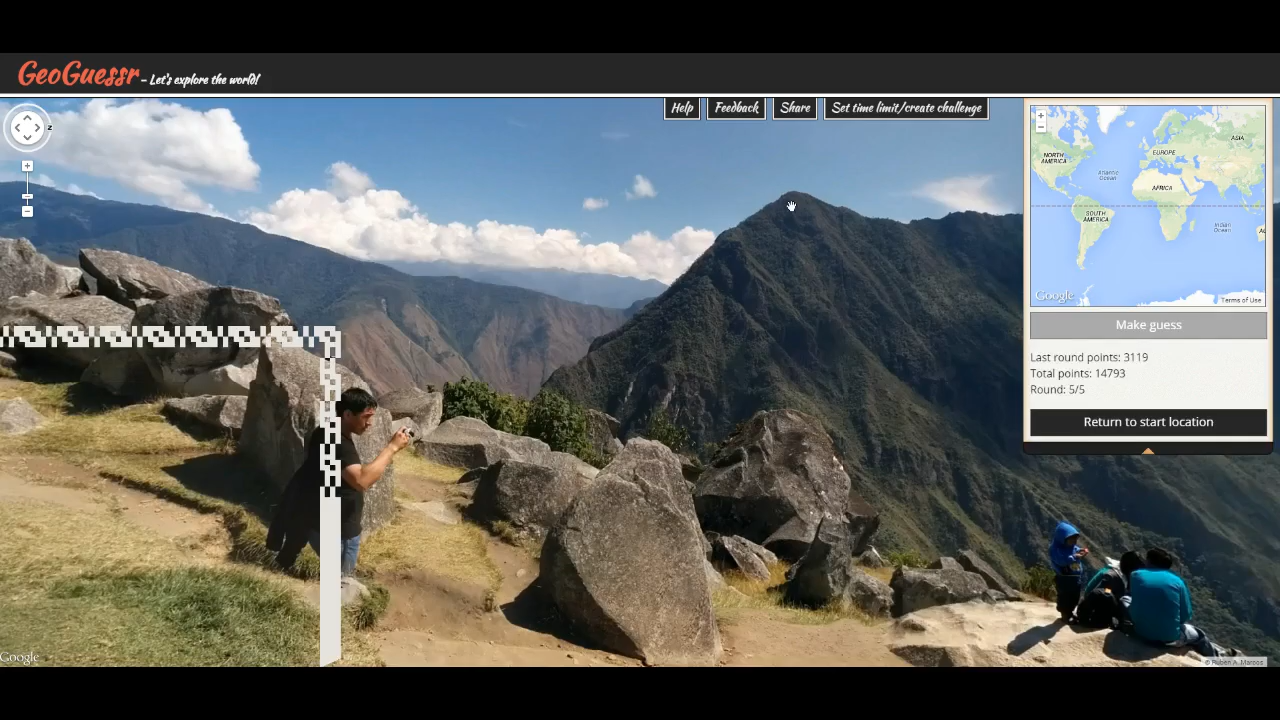 GeoGuessr - Let's explore the world!
Help
Feedback
Share
Set time limit/create challenge
NORTH AMERICA
Atlantic Ocean
EUROPE
ASIA
AFRICA
SOUTH AMERICA
Indian Ocean
Google
Terms of Use
Make guess
Last round points: 3119
Total points: 14793
Round: 5/5
Return to start location
Google